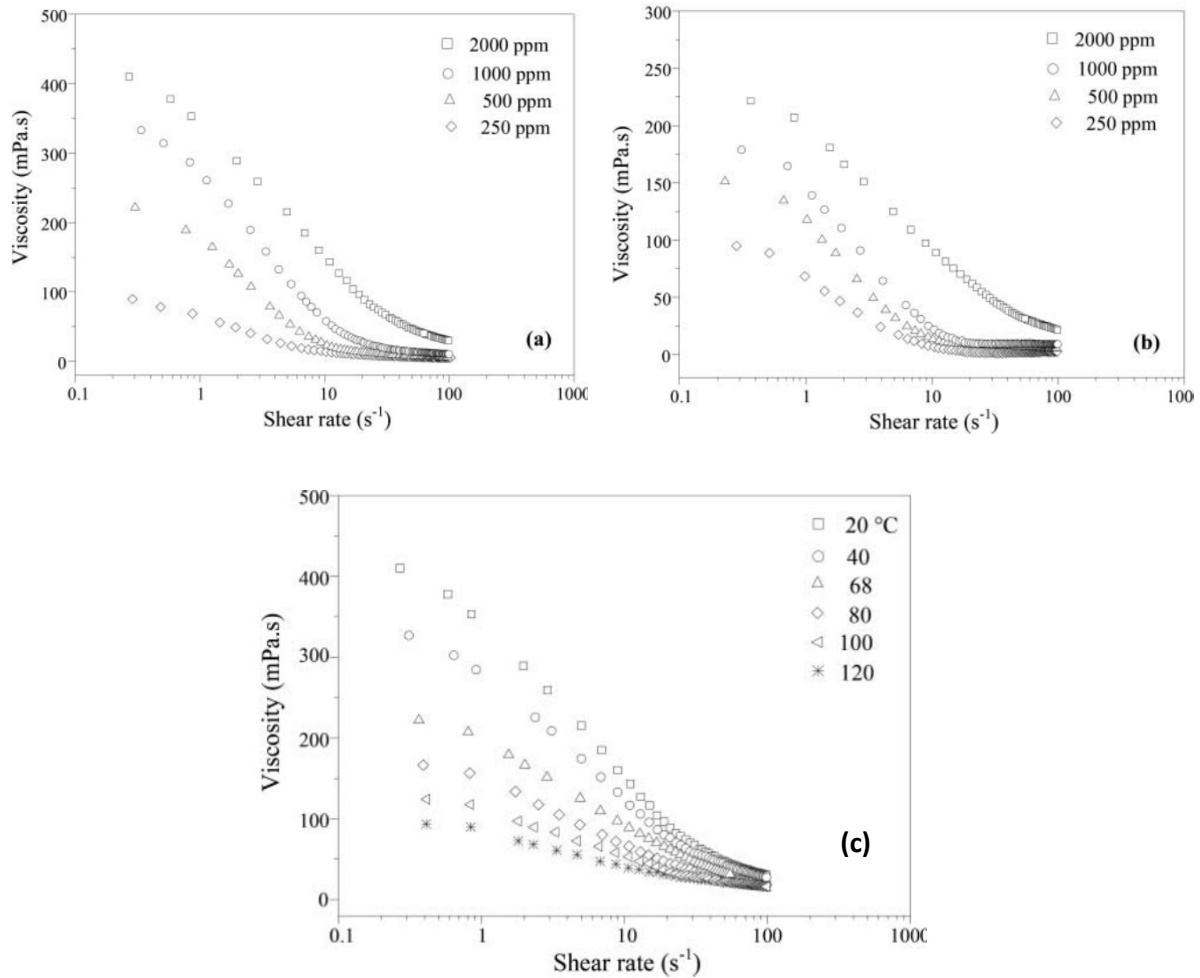 500
400
300
200
100
0
0.1
1
10
100
1000
Viscosity (mPa.s)
Shear rate (s⁻¹)
2000 ppm
1000 ppm
500 ppm
250 ppm
(a)
300
250
200
150
100
50
0
0.1
1
10
100
1000
Viscosity (mPa.s)
Shear rate (s⁻¹)
2000 ppm
1000 ppm
500 ppm
250 ppm
(b)
500
400
300
200
100
0
0.1
1
10
100
1000
Viscosity (mPa.s)
Shear rate (s⁻¹)
20 °C
40
68
80
100
120
(c)